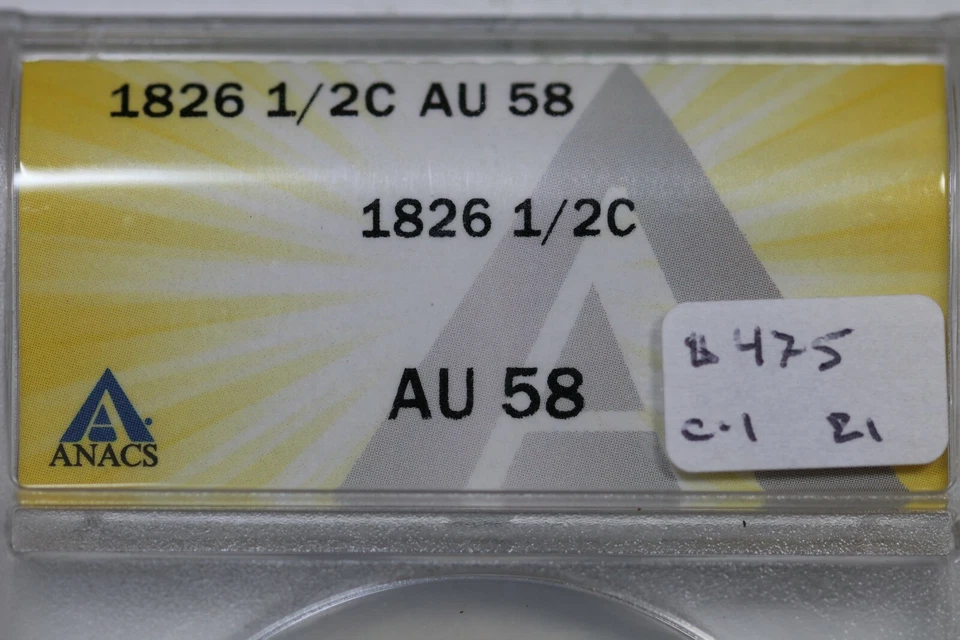 1826 1/2C AU 58
1826 1/2C
AU 58
ANACS
$475
C-1 R1